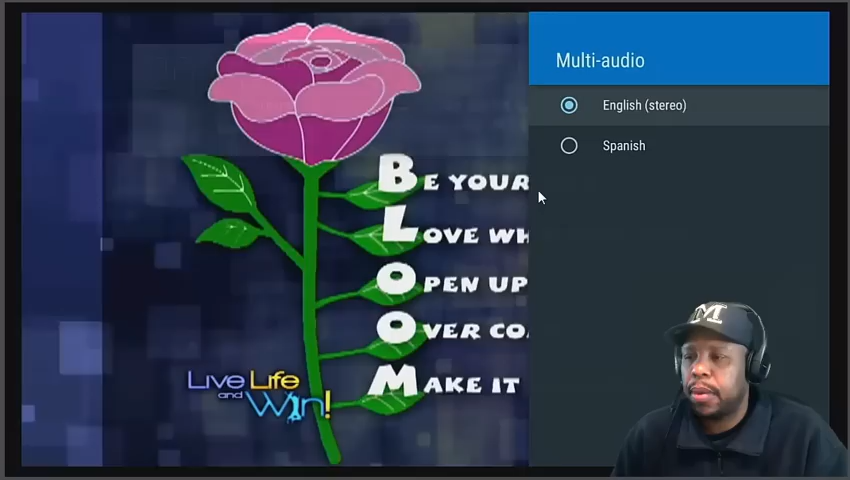 Multi-audio
English (stereo)
Spanish
BE YOUR
LOVE WH
OPEN UP
OVER CO
MAKE IT
Live Life
and Win!
M